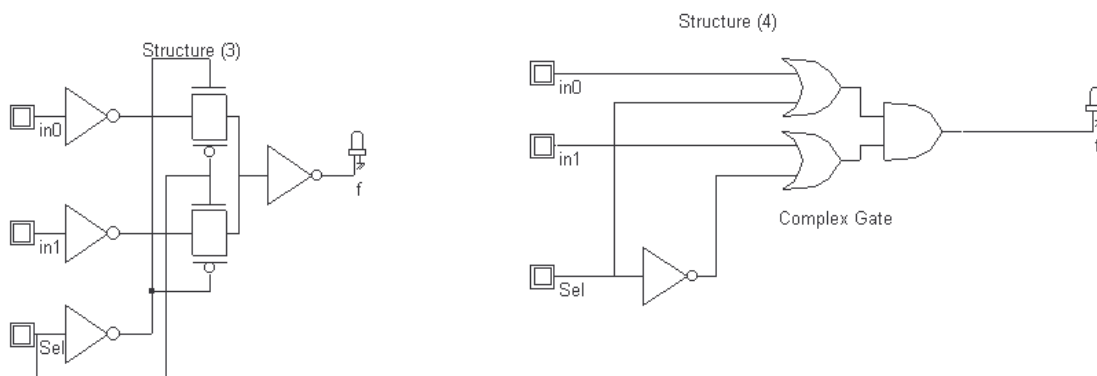 Structure (3)
in0
in1
Sel
f
Structure (4)
in0
in1
Sel
Complex Gate
f